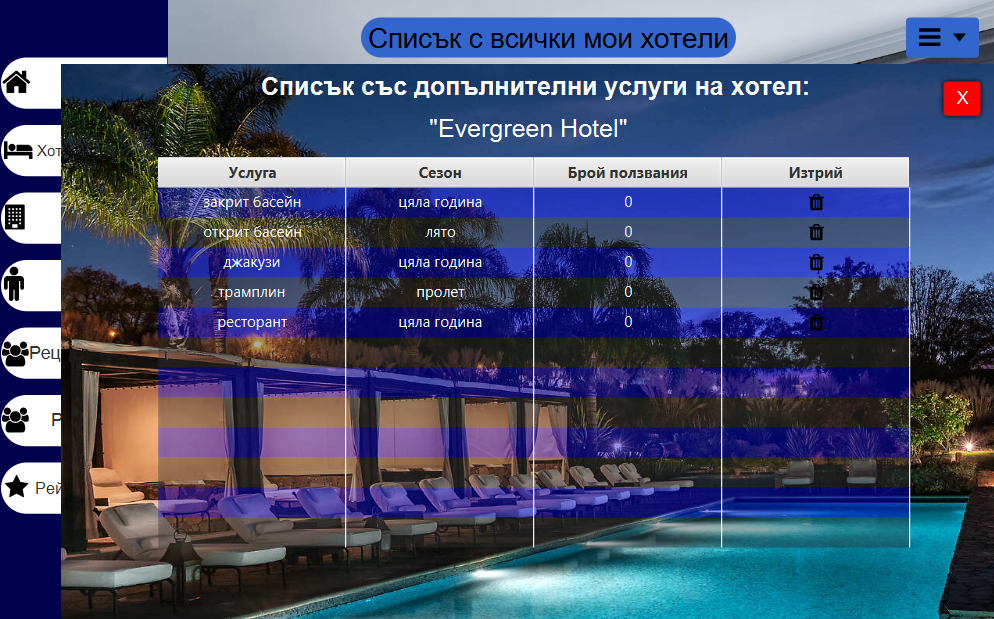 Списък с всички мои хотели
Списък със допълнителни услуги на хотел:
X
"Evergreen Hotel"
Услуга Сезон Брой ползвания Изтрий
закрит басейн цяла година 0
открит басейн лято 0
джакузи цяла година 0
трамплин пролет 0
ресторант цяла година 0
Хот
Рец
Р
Рей